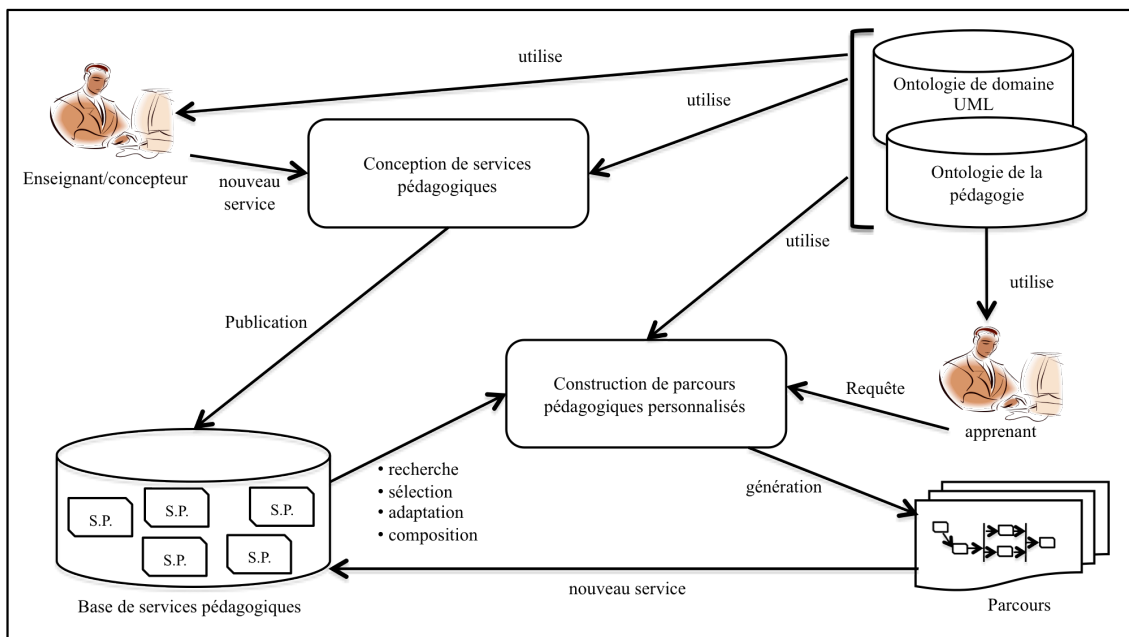 utilise
Ontologie de domaine
UML
utilise
Ontologie de la
pédagogie
Enseignant/concepteur
nouveau
service
Conception de services
pédagogiques
utilise
utilise
Publication
Construction de parcours
pédagogiques personnalisés
Requête
apprenant
• recherche
• sélection
• adaptation
• composition
génération
S.P.
S.P.
S.P.
S.P.
S.P.
nouveau service
Base de services pédagogiques
Parcours